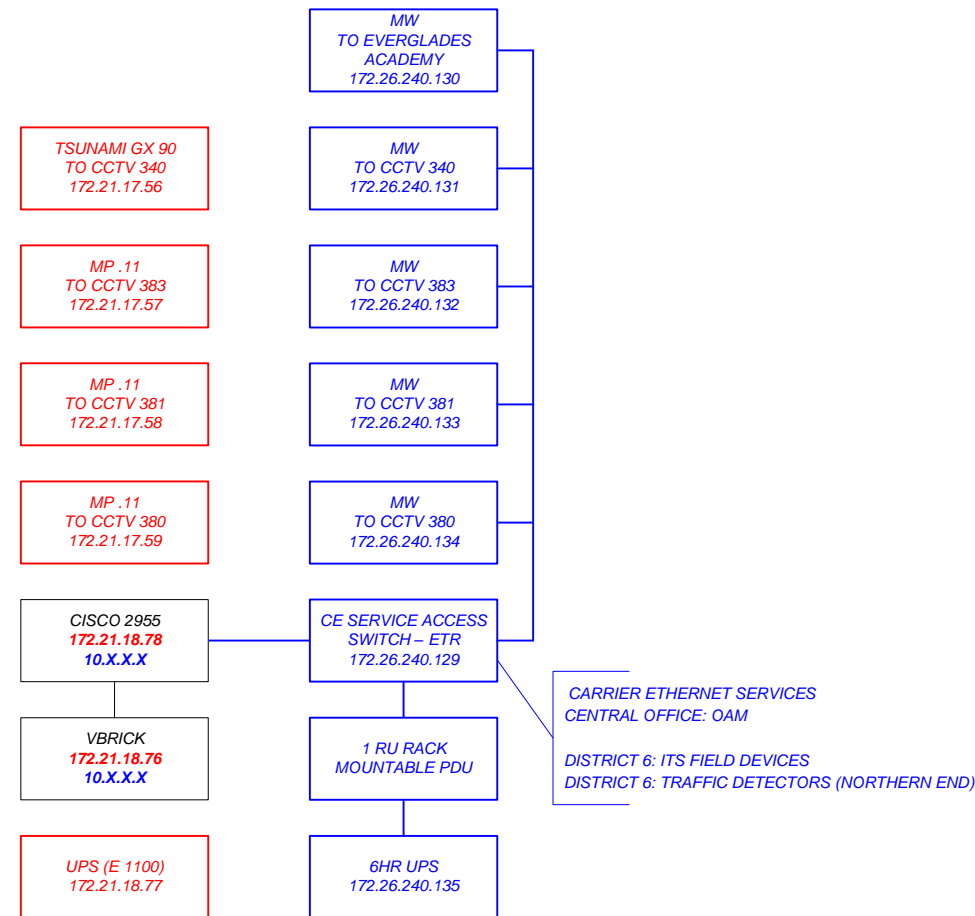 MW
TO EVERGLADES
ACADEMY
172.26.240.130
TSUNAMI GX 90
TO CCTV 340
172.21.17.56
MW
TO CCTV 340
172.26.240.131
MP .11
TO CCTV 383
172.21.17.57
MW
TO CCTV 383
172.26.240.132
MP .11
TO CCTV 381
172.21.17.58
MW
TO CCTV 381
172.26.240.133
MP .11
TO CCTV 380
172.21.17.59
MW
TO CCTV 380
172.26.240.134
CISCO 2955
172.21.18.78
10.X.X.X
CE SERVICE ACCESS
SWITCH – ETR
172.26.240.129
CARRIER ETHERNET SERVICES
CENTRAL OFFICE: OAM
DISTRICT 6: ITS FIELD DEVICES
DISTRICT 6: TRAFFIC DETECTORS (NORTHERN END)
VBRICK
172.21.18.76
10.X.X.X
1 RU RACK
MOUNTABLE PDU
UPS (E 1100)
172.21.18.77
6HR UPS
172.26.240.135